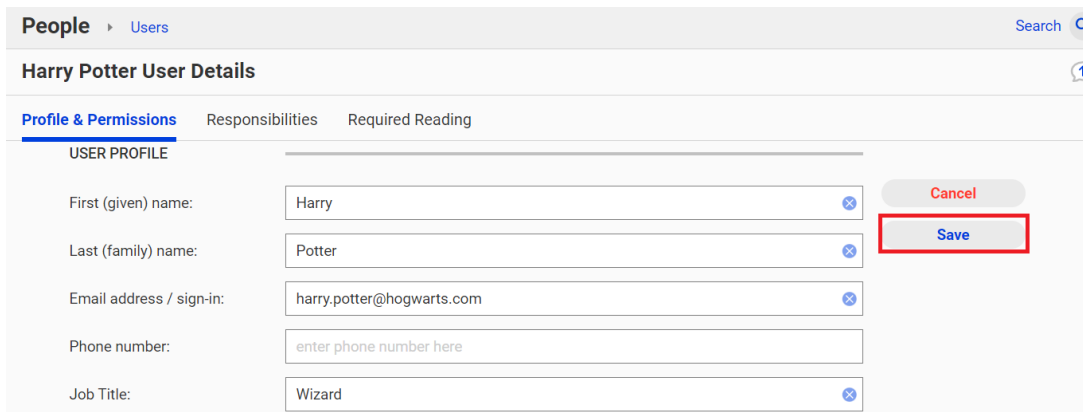 People Users Search
Harry Potter User Details
Profile & Permissions Responsibilities Required Reading
USER PROFILE
First (given) name: Harry Cancel
Last (family) name: Potter Save
Email address / sign-in: harry.potter@hogwarts.com
Phone number: enter phone number here
Job Title: Wizard